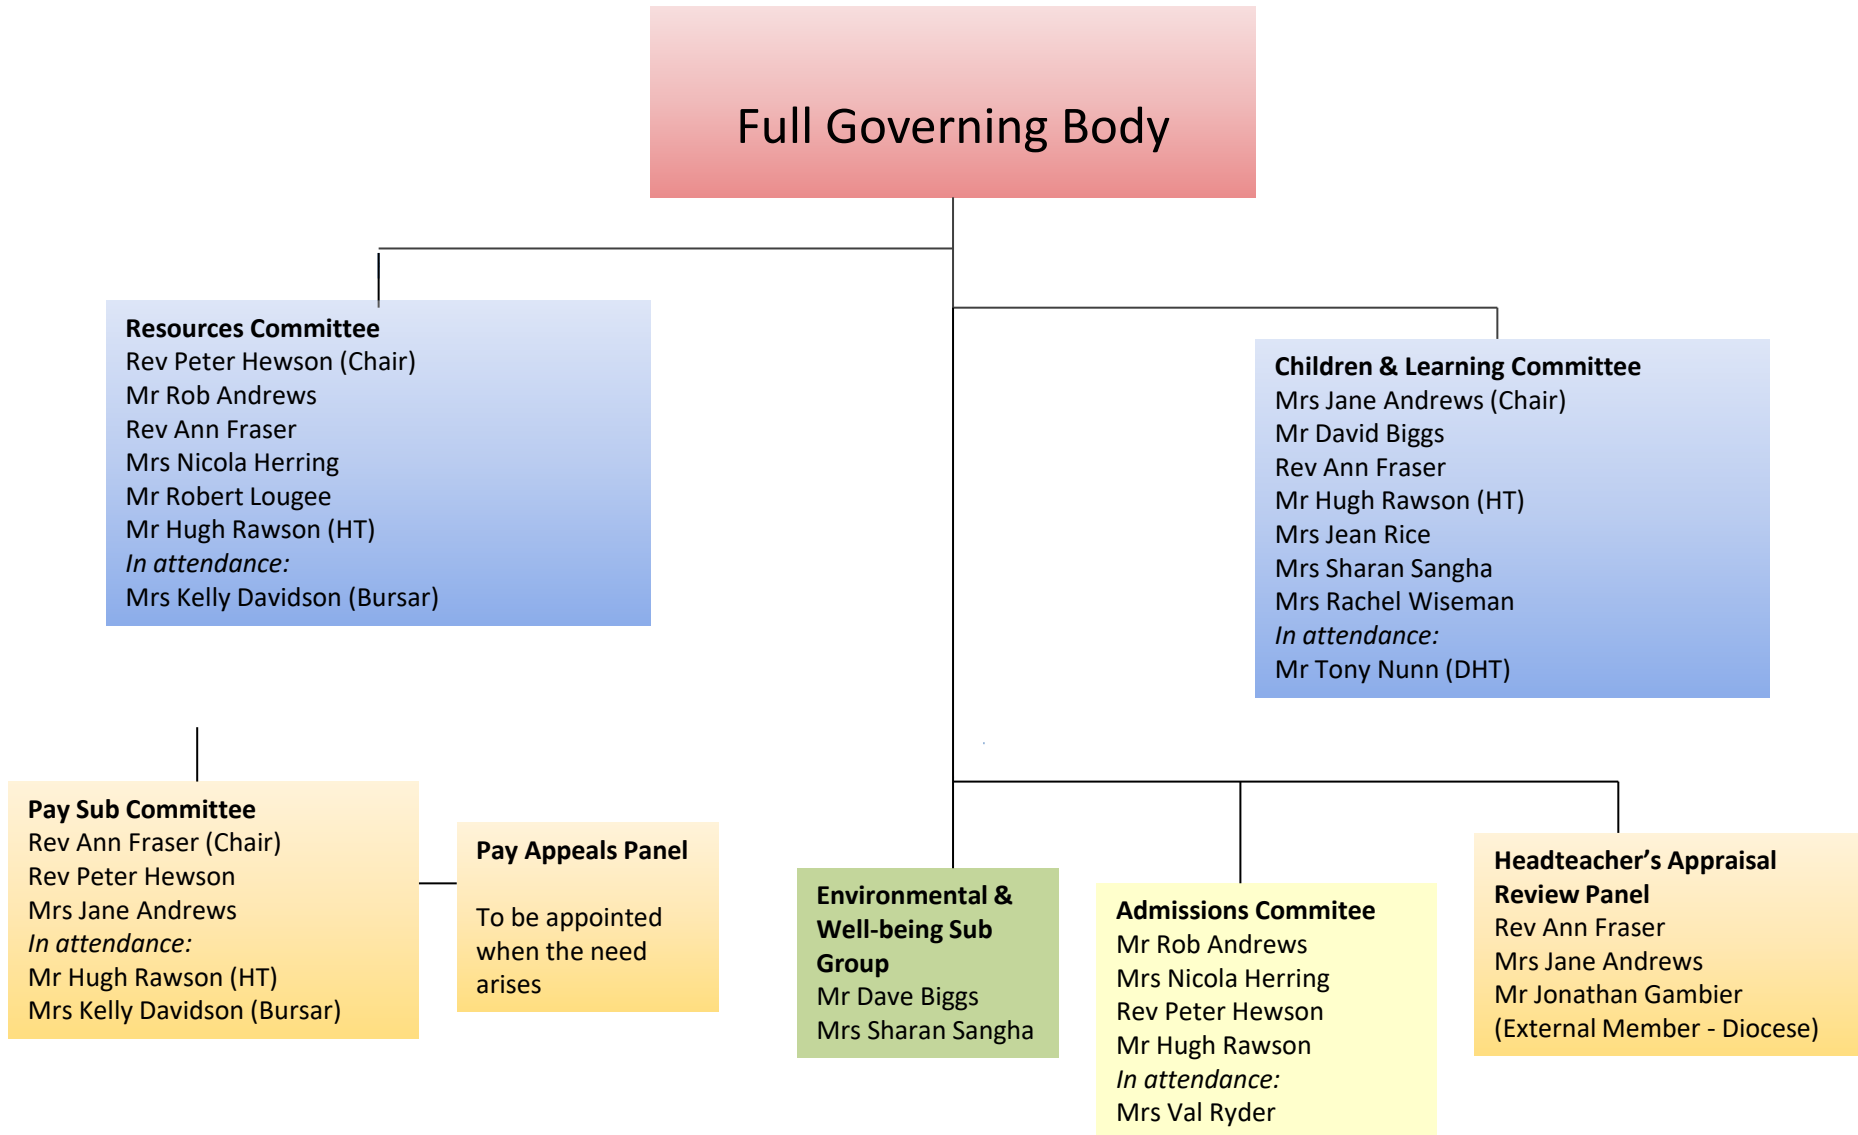 Full Governing Body
Resources Committee
Rev Peter Hewson (Chair)
Mr Rob Andrews
Rev Ann Fraser
Mrs Nicola Herring
Mr Robert Lougee
Mr Hugh Rawson (HT)
In attendance:
Mrs Kelly Davidson (Bursar)
Children & Learning Committee
Mrs Jane Andrews (Chair)
Mr David Biggs
Rev Ann Fraser
Mr Hugh Rawson (HT)
Mrs Jean Rice
Mrs Sharan Sangha
Mrs Rachel Wiseman
In attendance:
Mr Tony Nunn (DHT)
Pay Sub Committee
Rev Ann Fraser (Chair)
Rev Peter Hewson
Mrs Jane Andrews
In attendance:
Mr Hugh Rawson (HT)
Mrs Kelly Davidson (Bursar)
Pay Appeals Panel
To be appointed
when the need
arises
Environmental &
Well-being Sub
Group
Mr Dave Biggs
Mrs Sharan Sangha
Admissions Commitee
Mr Rob Andrews
Mrs Nicola Herring
Rev Peter Hewson
Mr Hugh Rawson
In attendance:
Mrs Val Ryder
Headteacher’s Appraisal
Review Panel
Rev Ann Fraser
Mrs Jane Andrews
Mr Jonathan Gambier
(External Member - Diocese)